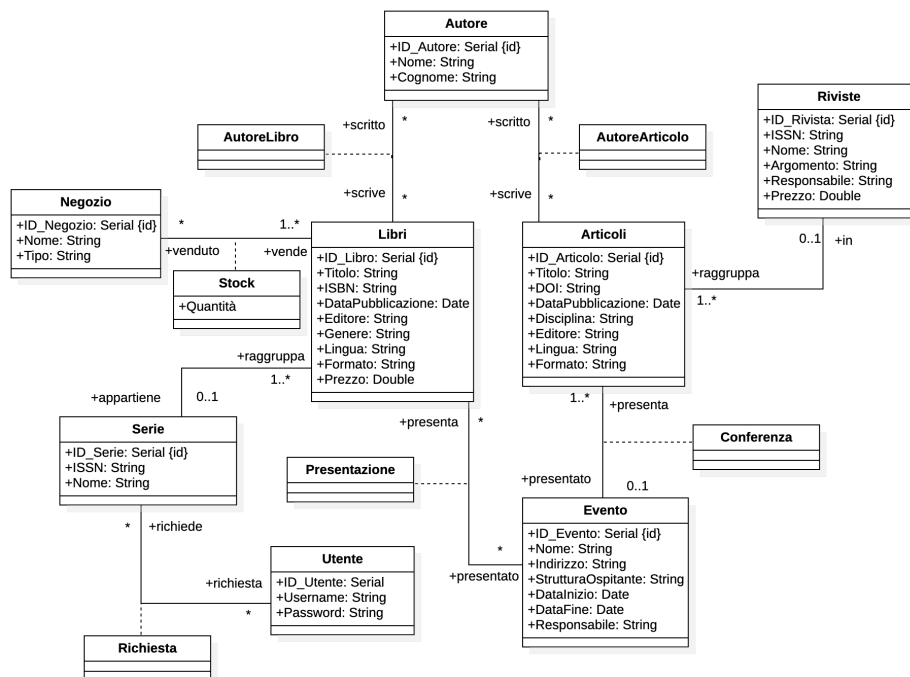 Autore
+ID_Autore: Serial {id}
+Nome: String
+Cognome: String
+scritto
*
+scritto
*
AutoreLibro
AutoreArticolo
+scrive
*
+scrive
*
Riviste
+ID_Rivista: Serial {id}
+ISSN: String
+Nome: String
+Argomento: String
+Responsabile: String
+Prezzo: Double
0..1
+in
Negozio
+ID_Negozio: Serial {id}
+Nome: String
+Tipo: String
*
+venduto
1..*
+vende
Stock
+Quantità
Libri
+ID_Libro: Serial {id}
+Titolo: String
+ISBN: String
+DataPubblicazione: Date
+Editore: String
+Genere: String
+Lingua: String
+Formato: String
+Prezzo: Double
Articoli
+ID_Articolo: Serial {id}
+Titolo: String
+DOI: String
+DataPubblicazione: Date
+Disciplina: String
+Editore: String
+Lingua: String
+Formato: String
+raggruppa
1..*
+raggruppa
1..*
+appartiene
0..1
Serie
+ID_Serie: Serial {id}
+ISSN: String
+Nome: String
+presenta
*
1..*
+presenta
Conferenza
Presentazione
+presentato
0..1
Evento
+ID_Evento: Serial {id}
+Nome: String
+Indirizzo: String
+StrutturaOspitante: String
+DataInizio: Date
+DataFine: Date
+Responsabile: String
*
+presentato
*
+richiede
Utente
+ID_Utente: Serial
+Username: String
+Password: String
+richiesta
*
Richiesta